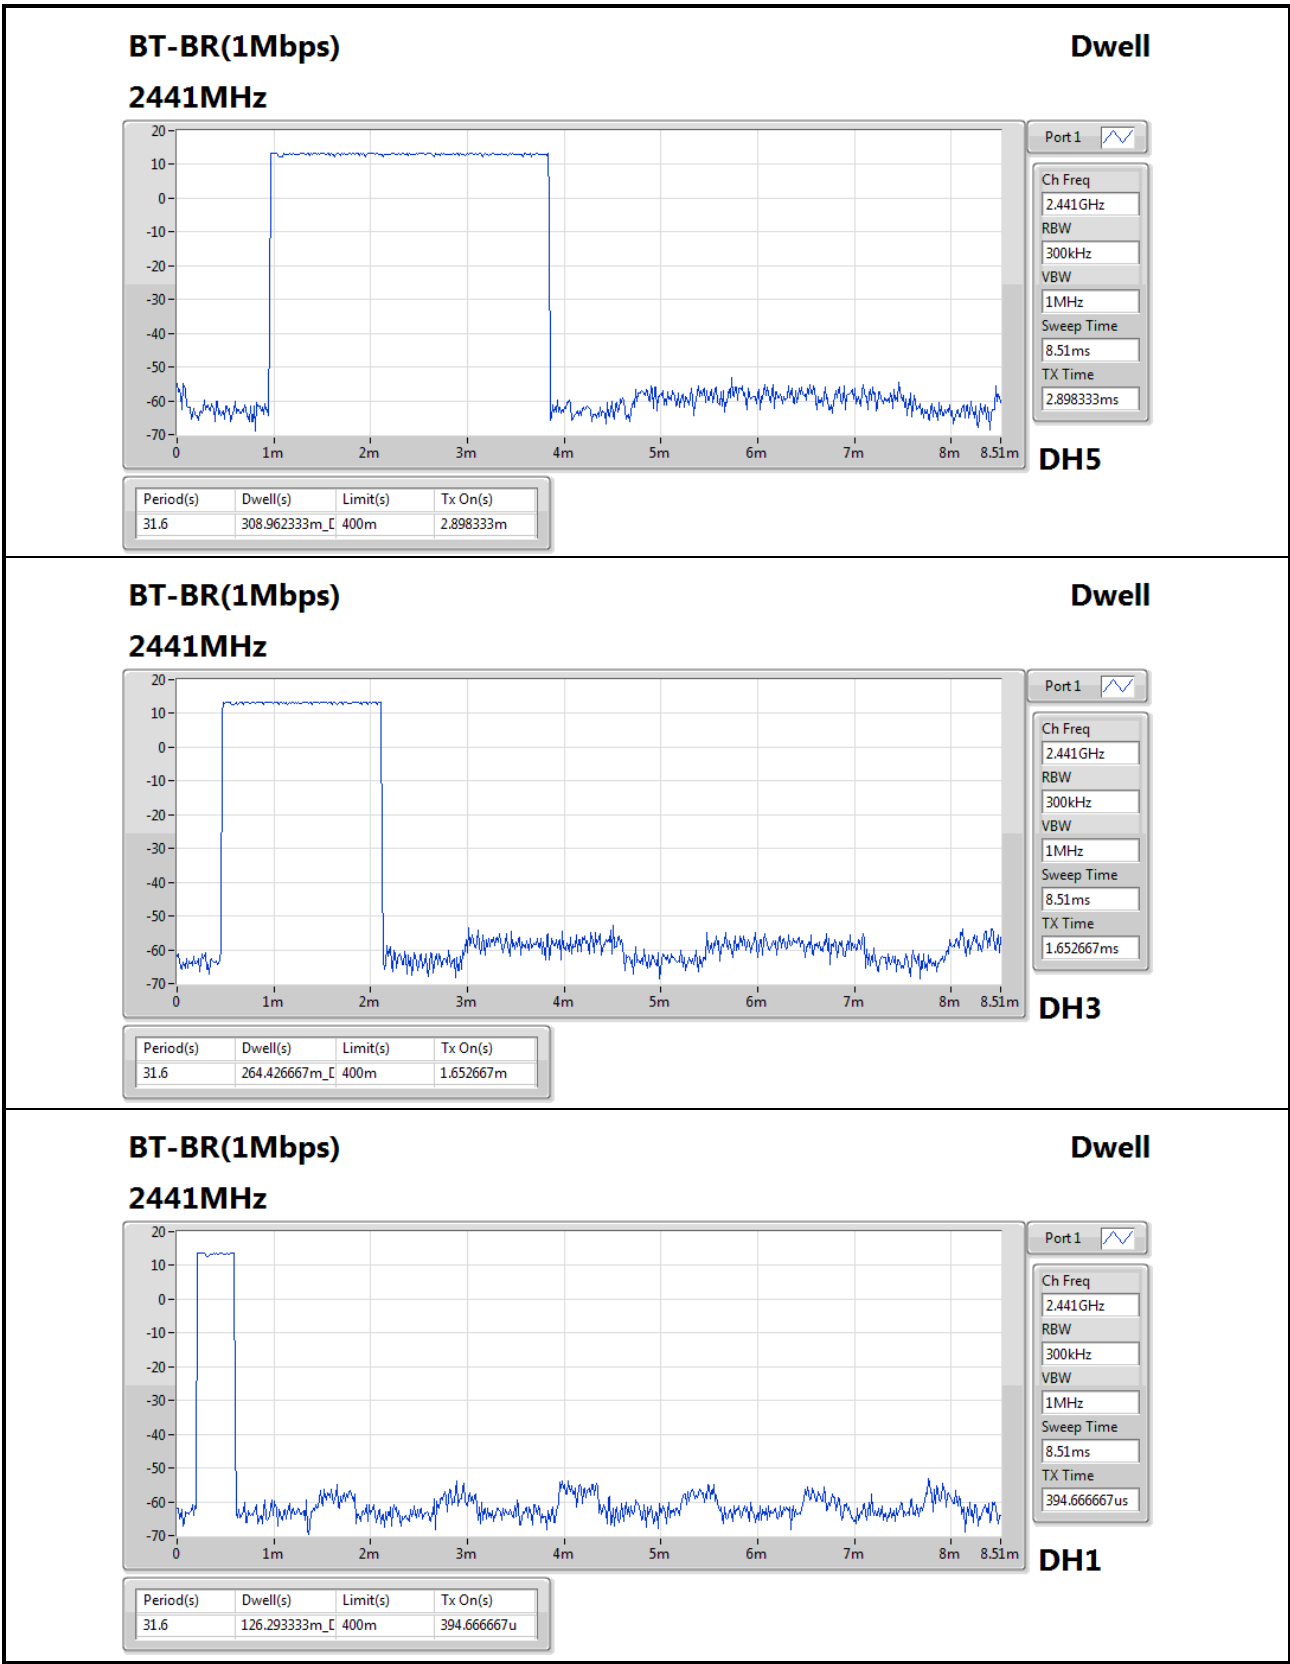 BT-BR(1Mbps) Dwell
2441MHz
20
10
0
-10
-20
-30
-40
-50
-60
-70
0 1m 2m 3m 4m 5m 6m 7m 8m 8.51m
Port 1
Ch Freq
2.441GHz
RBW
300kHz
VBW
1MHz
Sweep Time
8.51ms
TX Time
2.898333ms
DH5
Period(s) Dwell(s) Limit(s) Tx On(s)
31.6 308.962333m_ 400m 2.898333m
BT-BR(1Mbps) Dwell
2441MHz
20
10
0
-10
-20
-30
-40
-50
-60
-70
0 1m 2m 3m 4m 5m 6m 7m 8m 8.51m
Port 1
Ch Freq
2.441GHz
RBW
300kHz
VBW
1MHz
Sweep Time
8.51ms
TX Time
1.652667ms
DH3
Period(s) Dwell(s) Limit(s) Tx On(s)
31.6 264.426667m_ 400m 1.652667m
BT-BR(1Mbps) Dwell
2441MHz
20
10
0
-10
-20
-30
-40
-50
-60
-70
0 1m 2m 3m 4m 5m 6m 7m 8m 8.51m
Port 1
Ch Freq
2.441GHz
RBW
300kHz
VBW
1MHz
Sweep Time
8.51ms
TX Time
394.666667us
DH1
Period(s) Dwell(s) Limit(s) Tx On(s)
31.6 126.293333m_ 400m 394.666667u